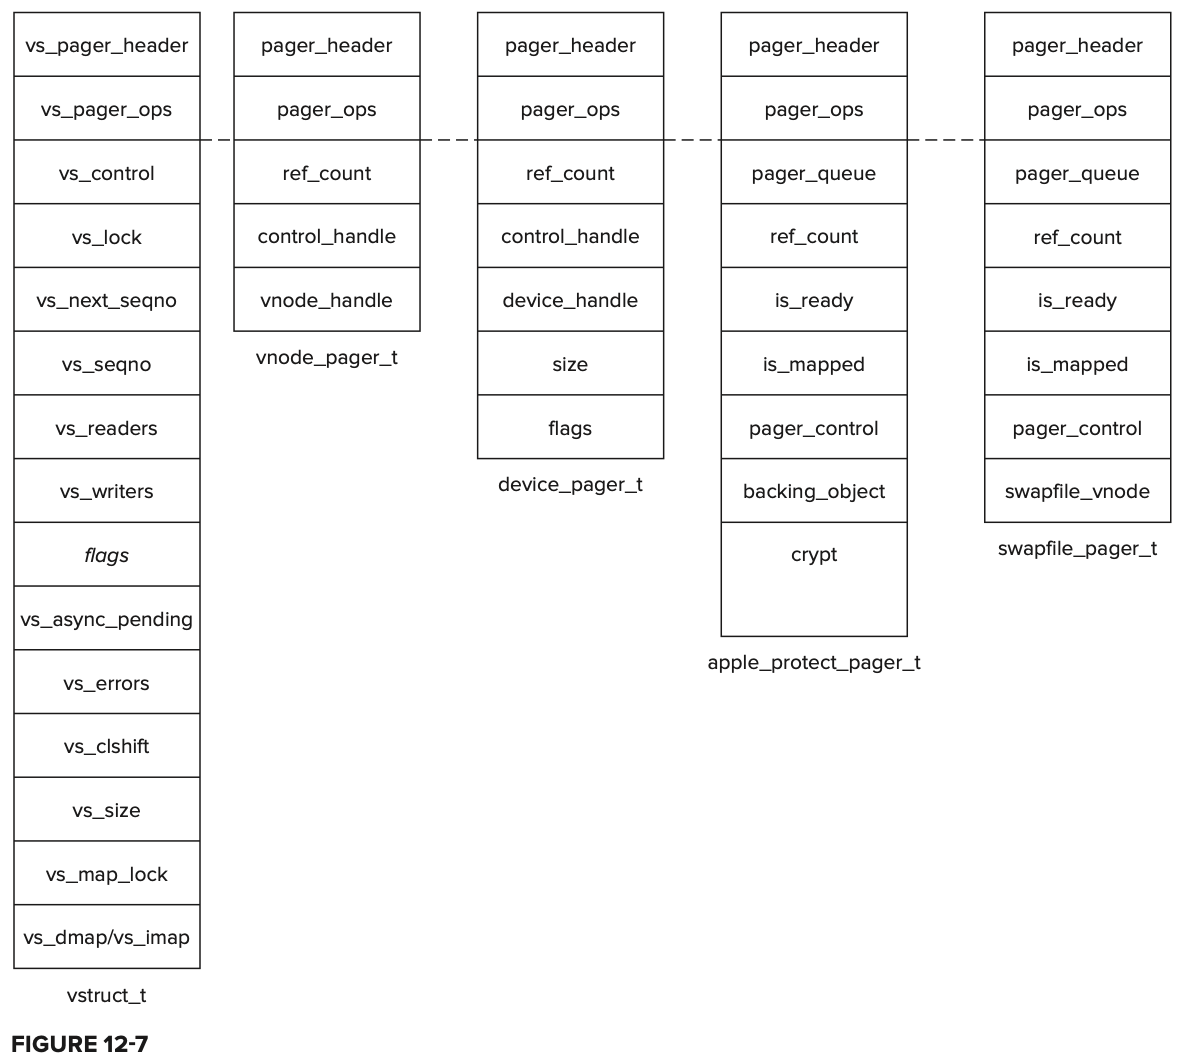 vs_pager_header
vs_pager_ops
vs_control
vs_lock
vs_next_seqno
vs_seqno
vs_readers
vs_writers
flags
vs_async_pending
vs_errors
vs_clshift
vs_size
vs_map_lock
vs_dmap/vs_imap
vstruct_t
pager_header
pager_ops
ref_count
control_handle
vnode_handle
vnode_pager_t
pager_header
pager_ops
ref_count
control_handle
device_handle
size
flags
device_pager_t
pager_header
pager_ops
pager_queue
ref_count
is_ready
is_mapped
pager_control
backing_object
crypt
apple_protect_pager_t
pager_header
pager_ops
pager_queue
ref_count
is_ready
is_mapped
pager_control
swapfile_vnode
swapfile_pager_t
FIGURE 12-7